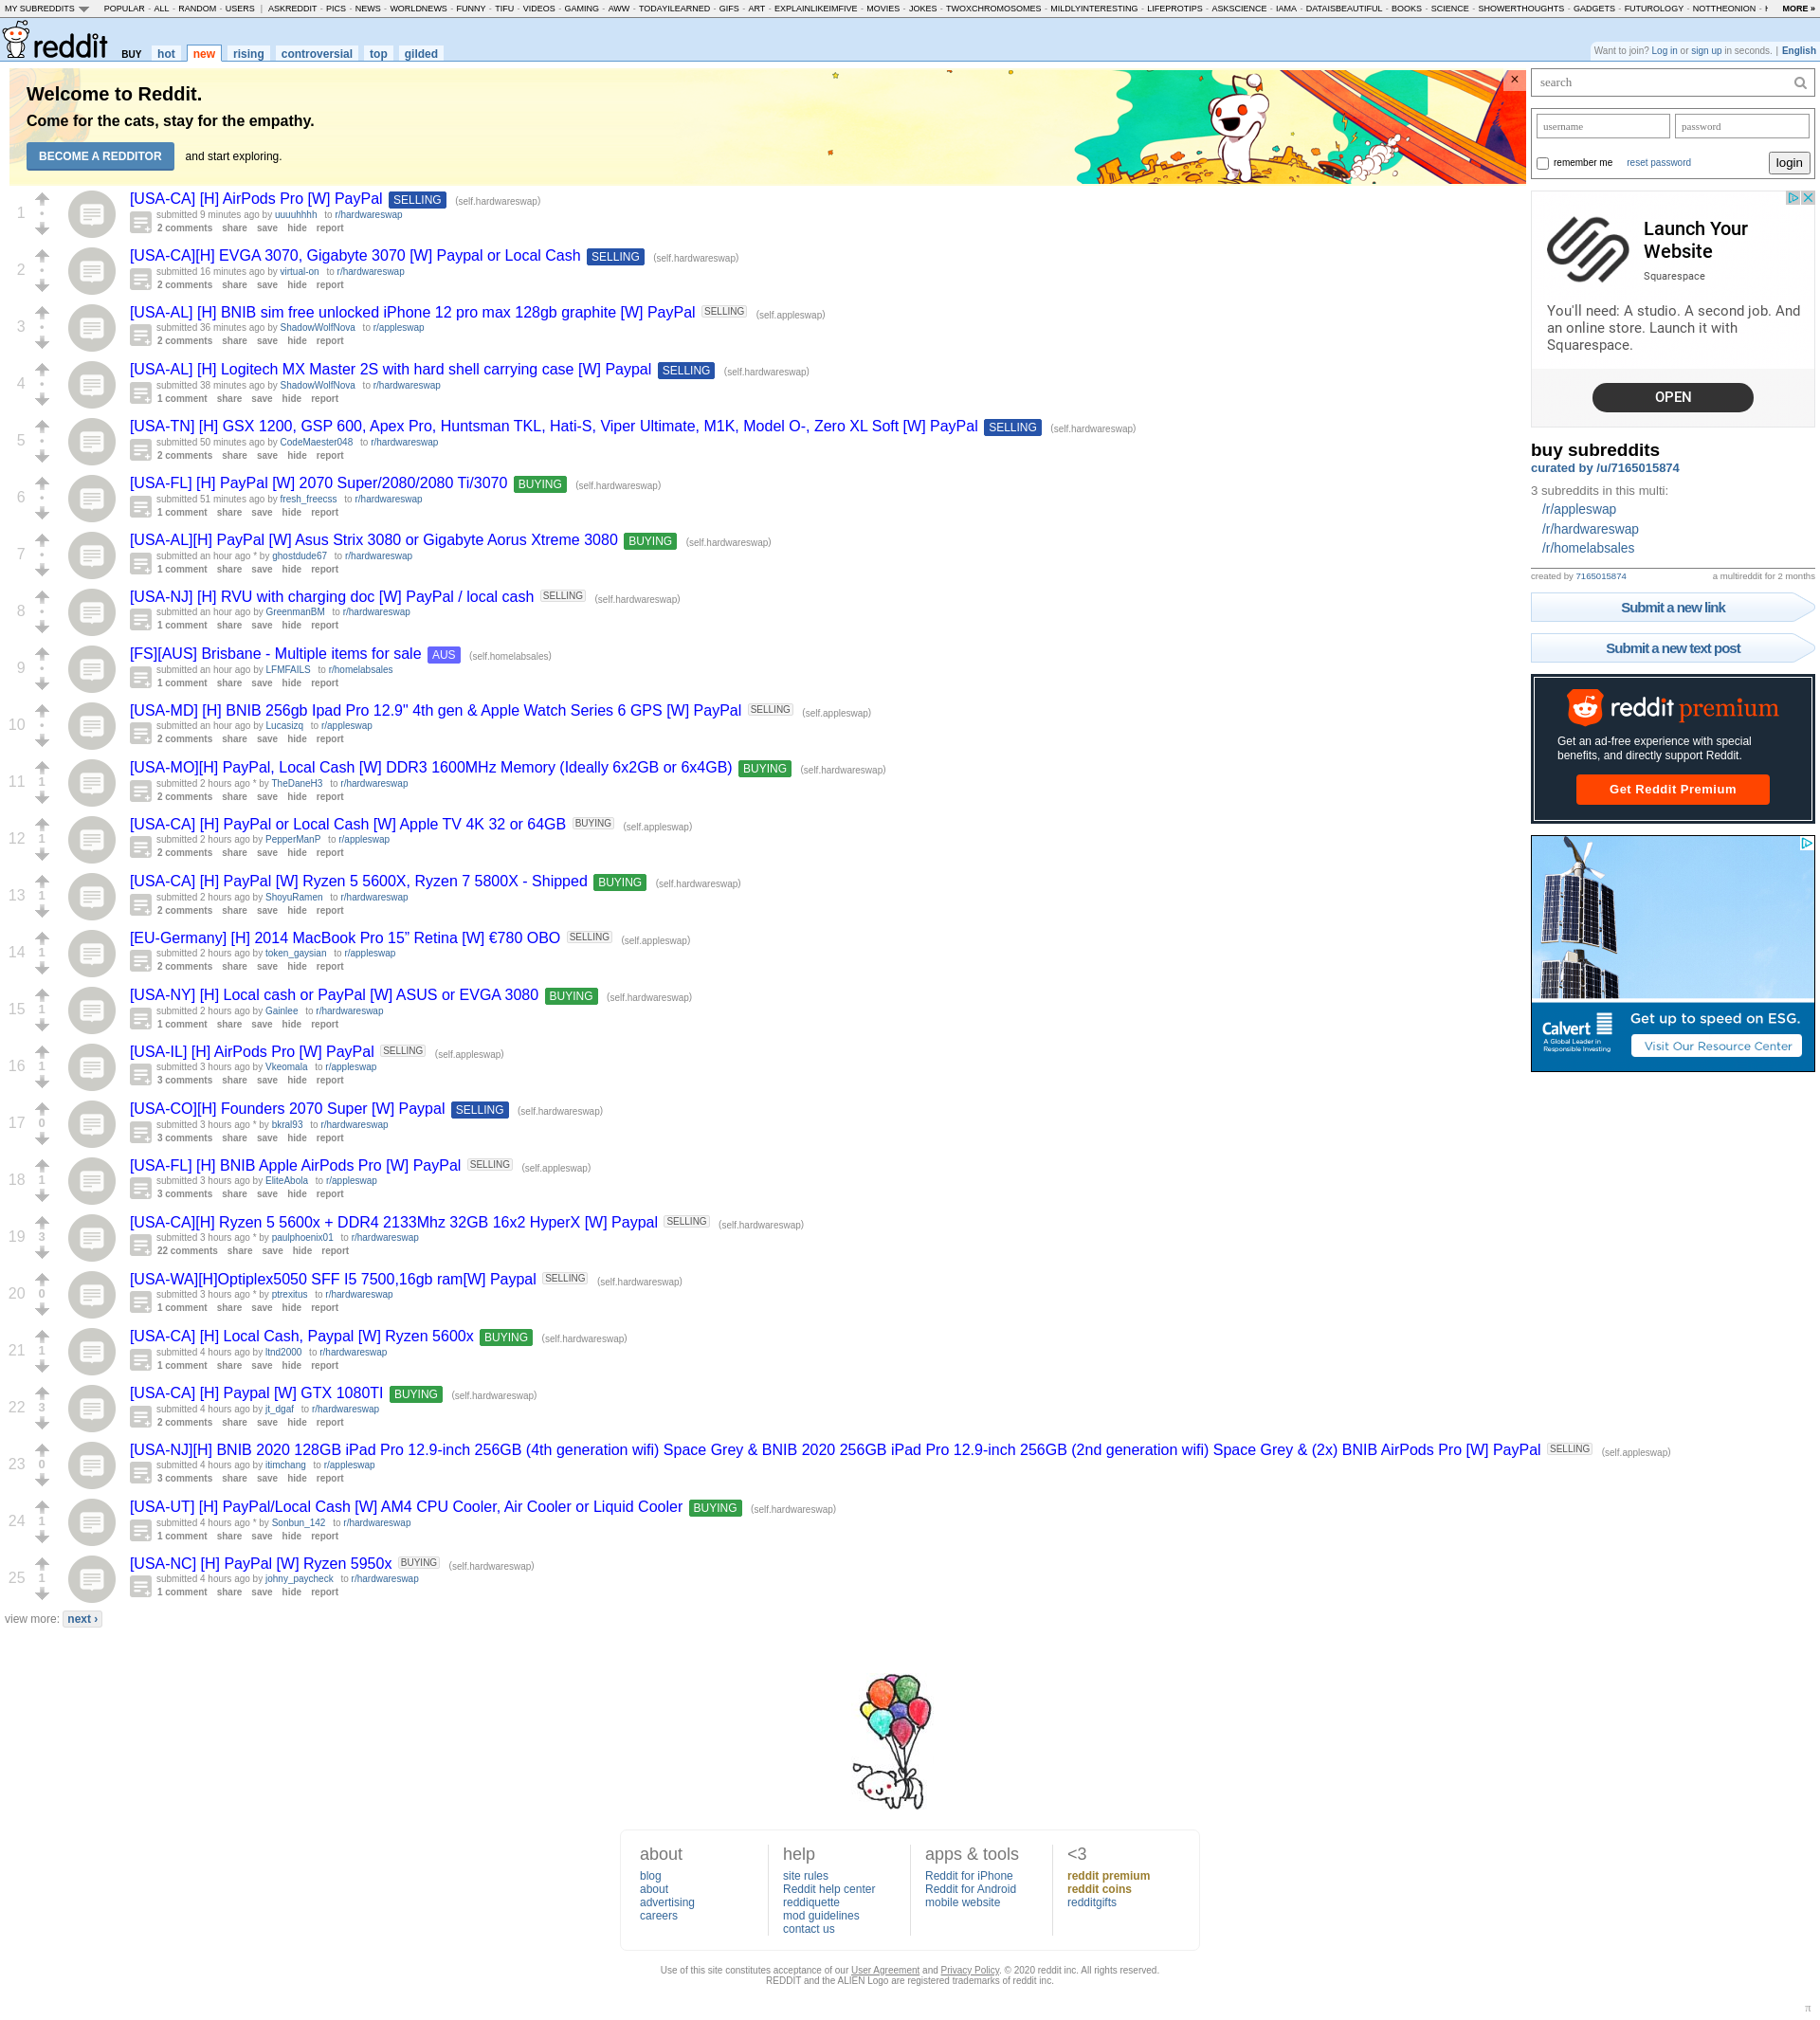 MY SUBREDDITS POPULAR - ALL - RANDOM - USERS | ASKREDDIT - PICS - NEWS - WORLDNEWS - FUNNY - TIFU - VIDEOS - GAMING - AWW - TODAYILEARNED - GIFS - ART - EXPLAINLIKEIMFIVE - MOVIES - JOKES - TWOXCHROMOSOMES - MILDLYINTERESTING - LIFEPROTIPS - ASKSCIENCE - IAMA - DATAISBEAUTIFUL - BOOKS - SCIENCE - SHOWERTHOUGHTS - GADGETS - FUTUROLOGY - NOTTHEONION - MORE »
reddit BUY hot new rising controversial top gilded
Want to join? Log in or sign up in seconds. | English
Welcome to Reddit.
Come for the cats, stay for the empathy.
BECOME A REDDITOR and start exploring.
×
1
[USA-CA] [H] AirPods Pro [W] PayPal SELLING (self.hardwareswap)
•
submitted 9 minutes ago by uuuuhhhh to r/hardwareswap
2 comments share save hide report
2
[USA-CA][H] EVGA 3070, Gigabyte 3070 [W] Paypal or Local Cash SELLING (self.hardwareswap)
•
submitted 16 minutes ago by virtual-on to r/hardwareswap
2 comments share save hide report
3
[USA-AL] [H] BNIB sim free unlocked iPhone 12 pro max 128gb graphite [W] PayPal SELLING (self.appleswap)
•
submitted 36 minutes ago by ShadowWolfNova to r/appleswap
2 comments share save hide report
4
[USA-AL] [H] Logitech MX Master 2S with hard shell carrying case [W] Paypal SELLING (self.hardwareswap)
•
submitted 38 minutes ago by ShadowWolfNova to r/hardwareswap
1 comment share save hide report
5
[USA-TN] [H] GSX 1200, GSP 600, Apex Pro, Huntsman TKL, Hati-S, Viper Ultimate, M1K, Model O-, Zero XL Soft [W] PayPal SELLING (self.hardwareswap)
•
submitted 50 minutes ago by CodeMaester048 to r/hardwareswap
2 comments share save hide report
6
[USA-FL] [H] PayPal [W] 2070 Super/2080/2080 Ti/3070 BUYING (self.hardwareswap)
•
submitted 51 minutes ago by fresh_freecss to r/hardwareswap
1 comment share save hide report
7
[USA-AL][H] PayPal [W] Asus Strix 3080 or Gigabyte Aorus Xtreme 3080 BUYING (self.hardwareswap)
•
submitted an hour ago * by ghostdude67 to r/hardwareswap
1 comment share save hide report
8
[USA-NJ] [H] RVU with charging doc [W] PayPal / local cash SELLING (self.hardwareswap)
•
submitted an hour ago by GreenmanBM to r/hardwareswap
1 comment share save hide report
9
[FS][AUS] Brisbane - Multiple items for sale AUS (self.homelabsales)
•
submitted an hour ago by LFMFAILS to r/homelabsales
1 comment share save hide report
10
[USA-MD] [H] BNIB 256gb Ipad Pro 12.9" 4th gen & Apple Watch Series 6 GPS [W] PayPal SELLING (self.appleswap)
•
submitted an hour ago by Lucasizq to r/appleswap
2 comments share save hide report
11
[USA-MO][H] PayPal, Local Cash [W] DDR3 1600MHz Memory (Ideally 6x2GB or 6x4GB) BUYING (self.hardwareswap)
1
submitted 2 hours ago * by TheDaneH3 to r/hardwareswap
2 comments share save hide report
12
[USA-CA] [H] PayPal or Local Cash [W] Apple TV 4K 32 or 64GB BUYING (self.appleswap)
1
submitted 2 hours ago by PepperManP to r/appleswap
2 comments share save hide report
13
[USA-CA] [H] PayPal [W] Ryzen 5 5600X, Ryzen 7 5800X - Shipped BUYING (self.hardwareswap)
1
submitted 2 hours ago by ShoyuRamen to r/hardwareswap
2 comments share save hide report
14
[EU-Germany] [H] 2014 MacBook Pro 15” Retina [W] €780 OBO SELLING (self.appleswap)
1
submitted 2 hours ago by token_gaysian to r/appleswap
2 comments share save hide report
15
[USA-NY] [H] Local cash or PayPal [W] ASUS or EVGA 3080 BUYING (self.hardwareswap)
1
submitted 2 hours ago by Gainlee to r/hardwareswap
1 comment share save hide report
16
[USA-IL] [H] AirPods Pro [W] PayPal SELLING (self.appleswap)
1
submitted 3 hours ago by Vkeomala to r/appleswap
3 comments share save hide report
17
[USA-CO][H] Founders 2070 Super [W] Paypal SELLING (self.hardwareswap)
0
submitted 3 hours ago * by bkral93 to r/hardwareswap
3 comments share save hide report
18
[USA-FL] [H] BNIB Apple AirPods Pro [W] PayPal SELLING (self.appleswap)
1
submitted 3 hours ago by EliteAbola to r/appleswap
3 comments share save hide report
19
[USA-CA][H] Ryzen 5 5600x + DDR4 2133Mhz 32GB 16x2 HyperX [W] Paypal SELLING (self.hardwareswap)
3
submitted 3 hours ago * by paulphoenix01 to r/hardwareswap
22 comments share save hide report
20
[USA-WA][H]Optiplex5050 SFF I5 7500,16gb ram[W] Paypal SELLING (self.hardwareswap)
0
submitted 3 hours ago * by ptrexitus to r/hardwareswap
1 comment share save hide report
21
[USA-CA] [H] Local Cash, Paypal [W] Ryzen 5600x BUYING (self.hardwareswap)
1
submitted 4 hours ago by ltnd2000 to r/hardwareswap
1 comment share save hide report
22
[USA-CA] [H] Paypal [W] GTX 1080TI BUYING (self.hardwareswap)
3
submitted 4 hours ago by jt_dgaf to r/hardwareswap
2 comments share save hide report
23
[USA-NJ][H] BNIB 2020 128GB iPad Pro 12.9-inch 256GB (4th generation wifi) Space Grey & BNIB 2020 256GB iPad Pro 12.9-inch 256GB (2nd generation wifi) Space Grey & (2x) BNIB AirPods Pro [W] PayPal SELLING (self.appleswap)
0
submitted 4 hours ago by itimchang to r/appleswap
3 comments share save hide report
24
[USA-UT] [H] PayPal/Local Cash [W] AM4 CPU Cooler, Air Cooler or Liquid Cooler BUYING (self.hardwareswap)
1
submitted 4 hours ago * by Sonbun_142 to r/hardwareswap
1 comment share save hide report
25
[USA-NC] [H] PayPal [W] Ryzen 5950x BUYING (self.hardwareswap)
1
submitted 4 hours ago by johny_paycheck to r/hardwareswap
1 comment share save hide report
view more: next ›
search
username password
remember me reset password login
Launch Your
Website
Squarespace
You'll need: A studio. A second job. And
an online store. Launch it with
Squarespace.
OPEN
buy subreddits
curated by /u/7165015874
3 subreddits in this multi:
/r/appleswap
/r/hardwareswap
/r/homelabsales
created by 7165015874 a multireddit for 2 months
Submit a new link
Submit a new text post
reddit premium
Get an ad-free experience with special
benefits, and directly support Reddit.
Get Reddit Premium
Calvert
A Global Leader in
Responsible Investing
Get up to speed on ESG.
Visit Our Resource Center
about
blog
about
advertising
careers
help
site rules
Reddit help center
reddiquette
mod guidelines
contact us
apps & tools
Reddit for iPhone
Reddit for Android
mobile website
<3
reddit premium
reddit coins
redditgifts
Use of this site constitutes acceptance of our User Agreement and Privacy Policy. © 2020 reddit inc. All rights reserved.
REDDIT and the ALIEN Logo are registered trademarks of reddit inc.
π